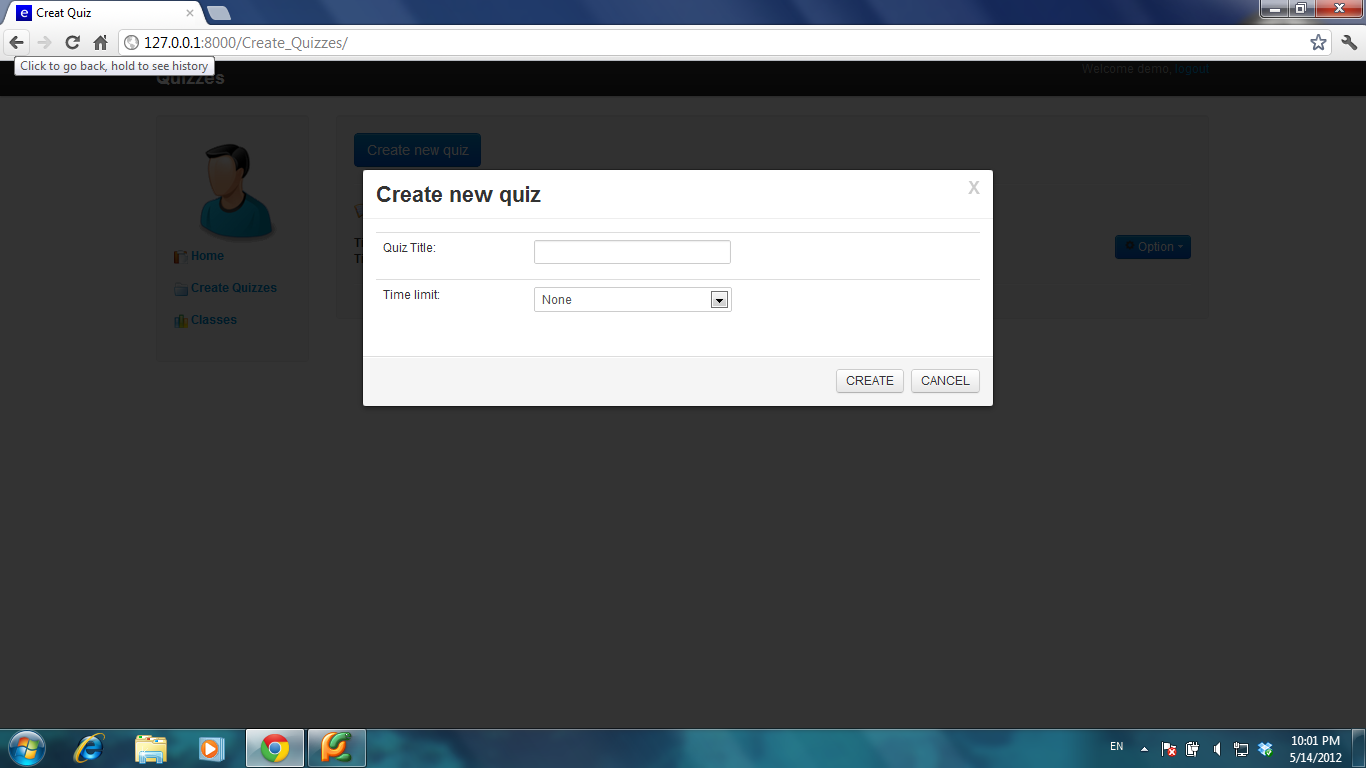 Creat Quiz
127.0.0.1:8000/Create_Quizzes/
Click to go back, hold to see history
Quizzes
Welcome demo, logout
Create new quiz
Create new quiz
X
Home
Create Quizzes
Classes
Quiz Title:
Time limit:
None
Option
CREATE
CANCEL
EN
10:01 PM
5/14/2012